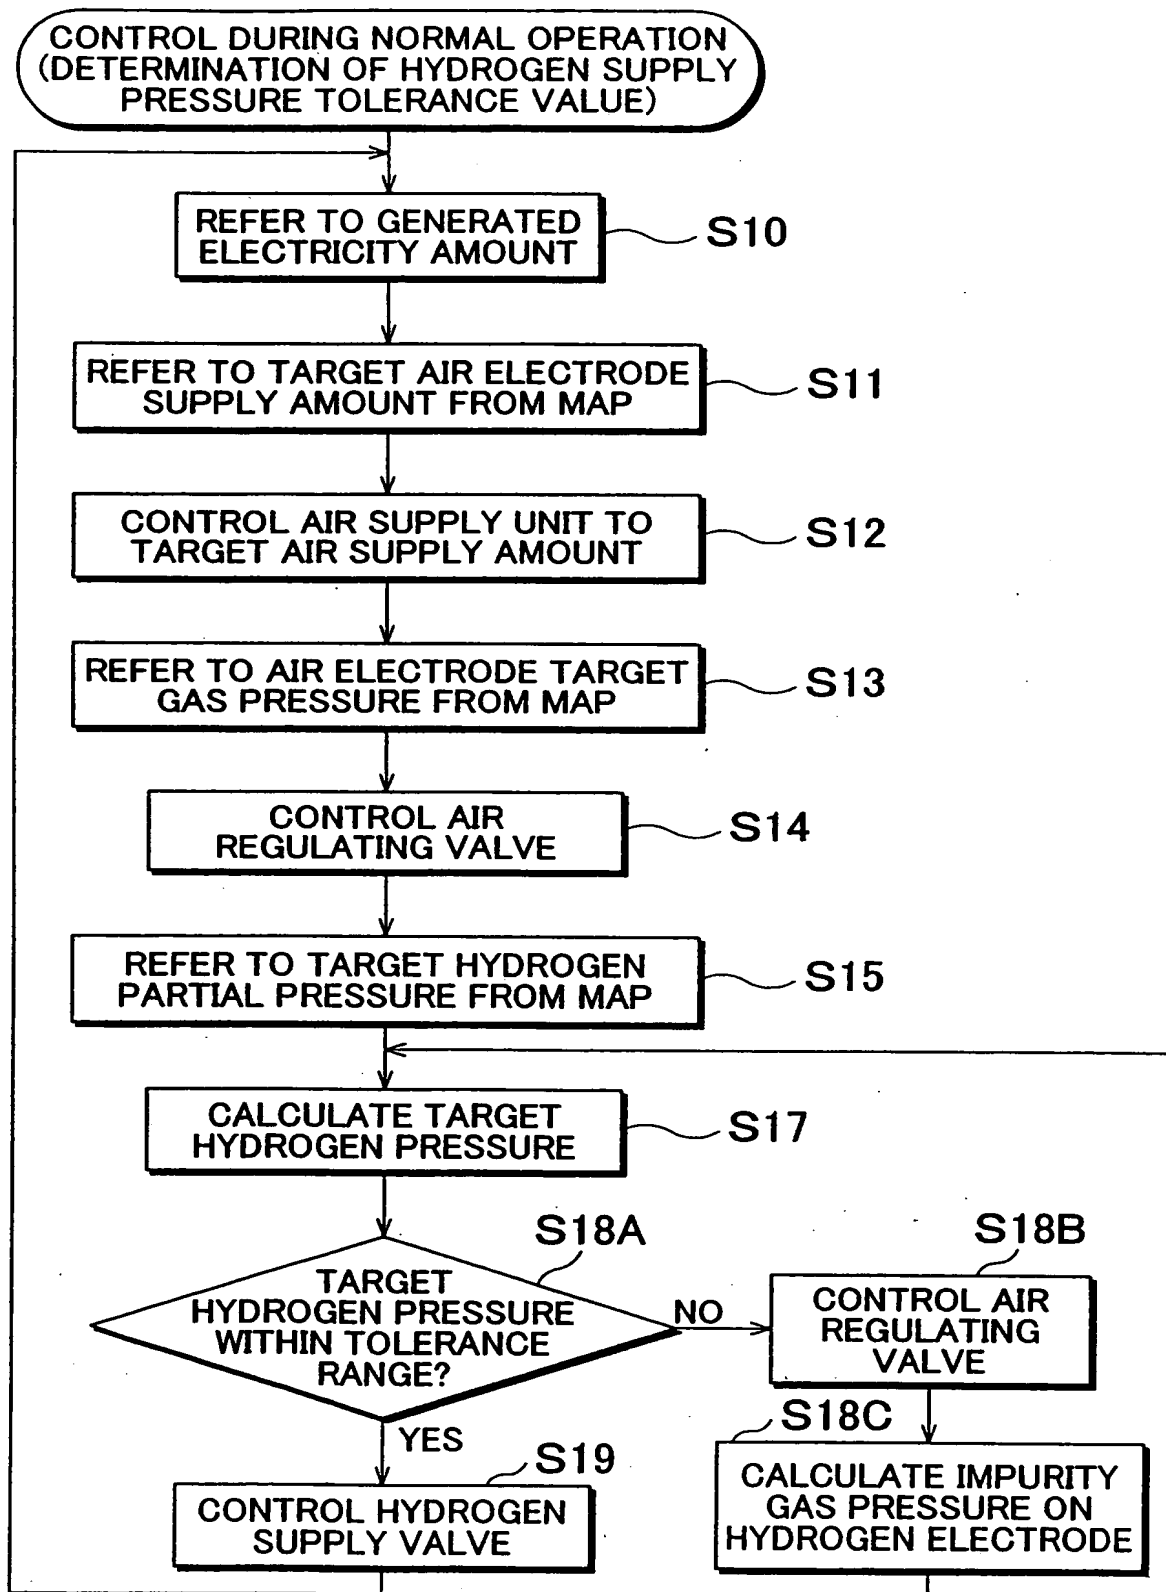 CONTROL DURING NORMAL OPERATION
(DETERMINATION OF HYDROGEN SUPPLY
PRESSURE TOLERANCE VALUE)
REFER TO GENERATED
ELECTRICITY AMOUNT
S10
REFER TO TARGET AIR ELECTRODE
SUPPLY AMOUNT FROM MAP
S11
CONTROL AIR SUPPLY UNIT TO
TARGET AIR SUPPLY AMOUNT
S12
REFER TO AIR ELECTRODE TARGET
GAS PRESSURE FROM MAP
S13
CONTROL AIR
REGULATING VALVE
S14
REFER TO TARGET HYDROGEN
PARTIAL PRESSURE FROM MAP
S15
CALCULATE TARGET
HYDROGEN PRESSURE
S17
S18A
TARGET
HYDROGEN PRESSURE
WITHIN TOLERANCE
RANGE?
NO
S18B
CONTROL AIR
REGULATING
VALVE
YES
S18C
CALCULATE IMPURITY
GAS PRESSURE ON
HYDROGEN ELECTRODE
S19
CONTROL HYDROGEN
SUPPLY VALVE